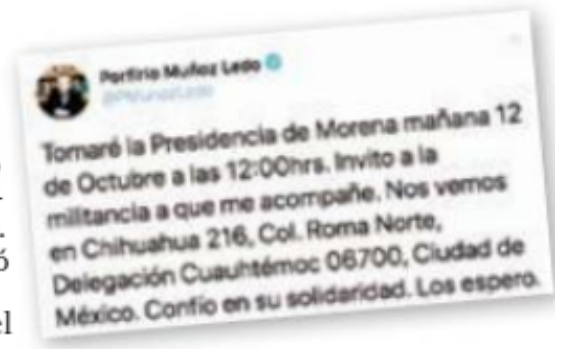 Porfirio Muñoz Ledo
@PMunozLedo
Tomaré la Presidencia de Morena mañana 12
de Octubre a las 12:00hrs. Invito a la
militancia a que me acompañe. Nos vemos
en Chihuahua 216, Col. Roma Norte,
Delegación Cuauhtémoc 06700, Ciudad de
México. Confío en su solidaridad. Los espero.
el